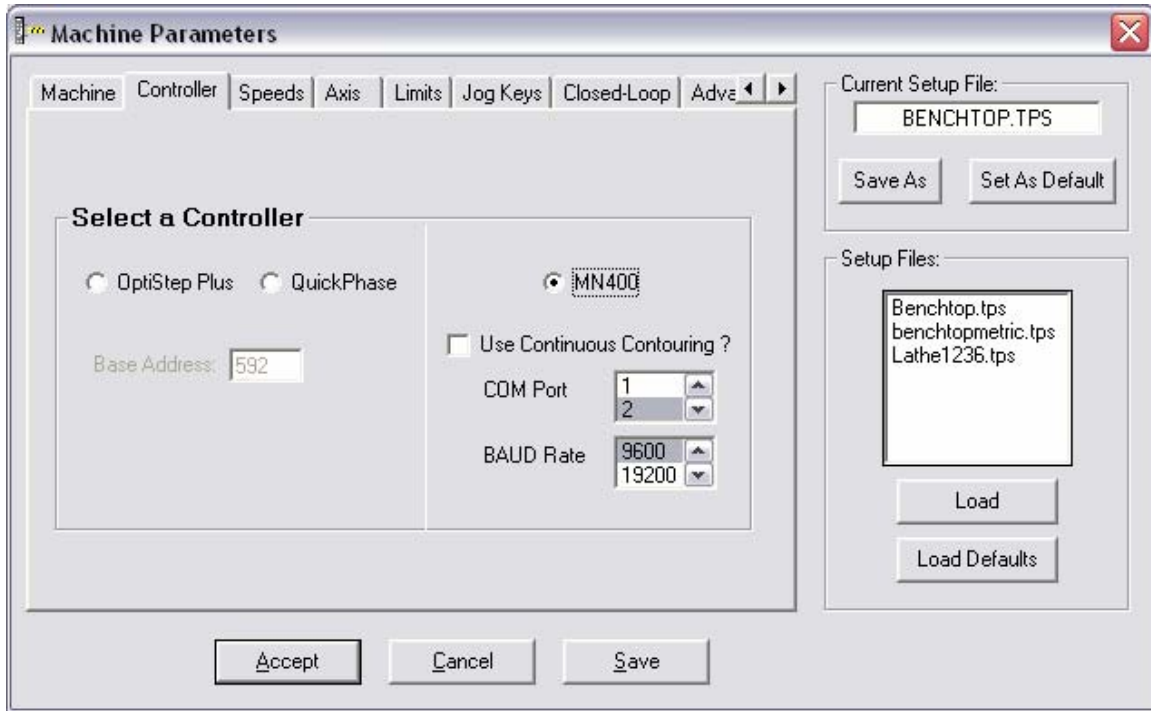 Machine Parameters
Machine
Controller
Speeds
Axis
Limits
Jog Keys
Closed-Loop
Adva
Select a Controller
OptiStep Plus
QuickPhase
Base Address:
592
MN400
Use Continuous Contouring ?
COM Port
1
2
BAUD Rate
9600
19200
Current Setup File:
BENCHTOP.TPS
Save As
Set As Default
Setup Files:
Benchtop.tps
benchtopmetric.tps
Lathe1236.tps
Load
Load Defaults
Accept
Cancel
Save